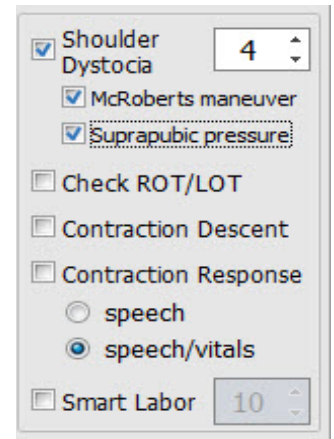 Shoulder 4
Dystocia
McRoberts maneuver
Suprapubic pressure
Check ROT/LOT
Contraction Descent
Contraction Response
speech
speech/vitals
Smart Labor 10